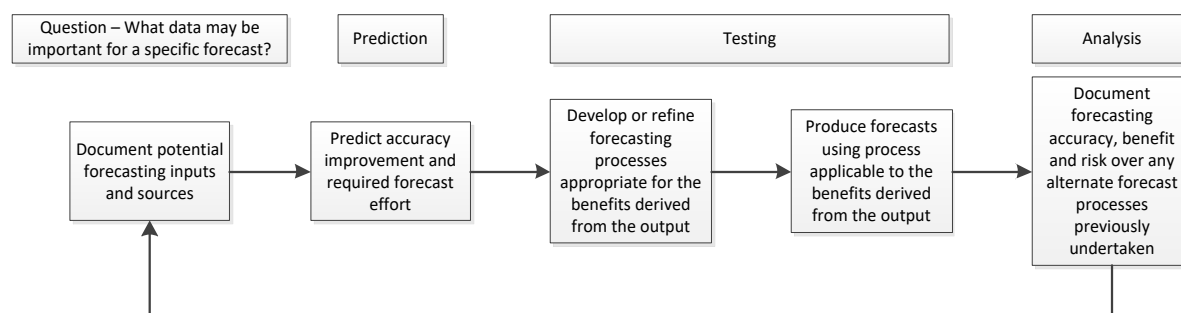 Question – What data may be
important for a specific forecast?
Prediction
Testing
Analysis
Document potential
forecasting inputs
and sources
Predict accuracy
improvement and
required forecast
effort
Develop or refine
forecasting
processes
appropriate for the
benefits derived
from the output
Produce forecasts
using process
applicable to the
benefits derived
from the output
Document
forecasting
accuracy, benefit
and risk over any
alternate forecast
processes
previously
undertaken